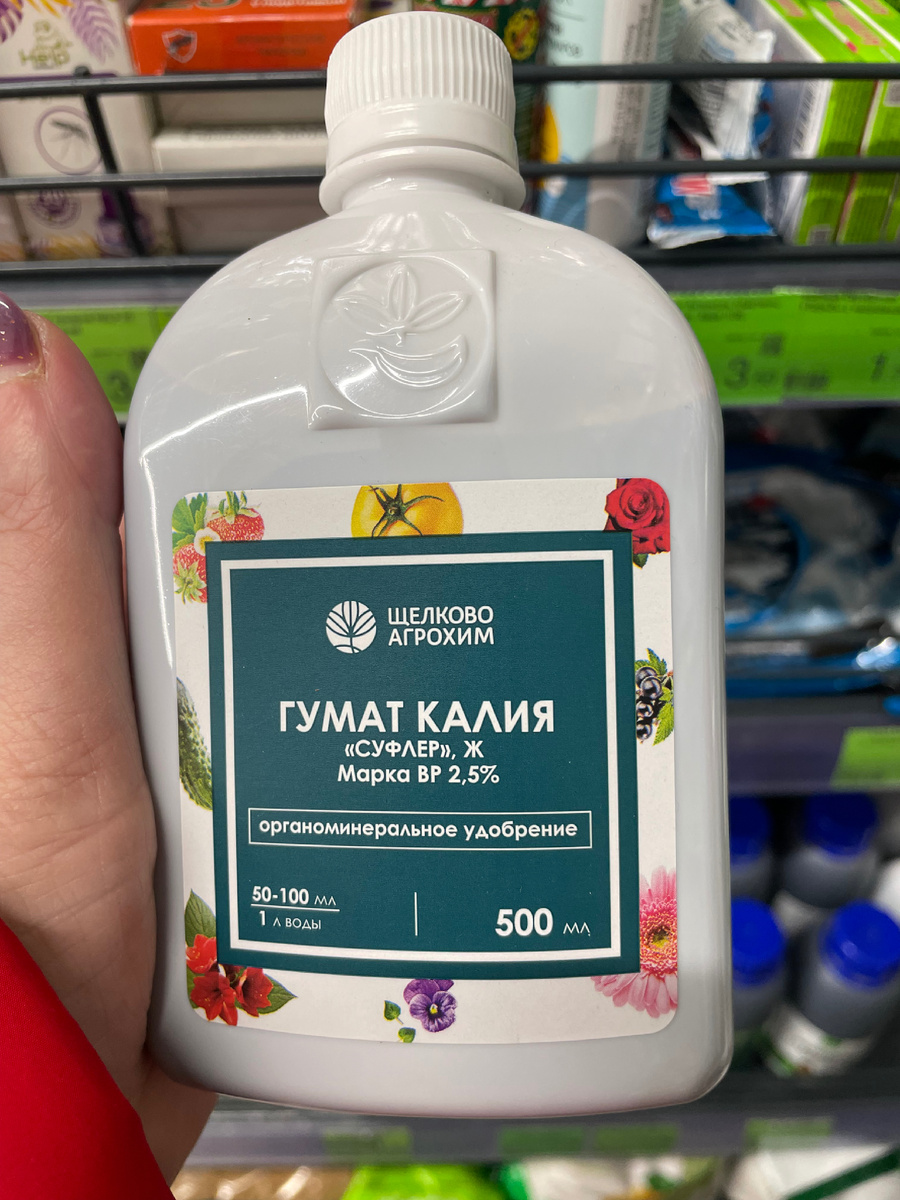 ЩЕЛКОВО
АГРОХИМ
ГУМАТ КАЛИЯ
«СУФЛЕР», Ж
Марка ВР 2,5%
органоминеральное удобрение
50-100 мл
1 л воды
500 мл